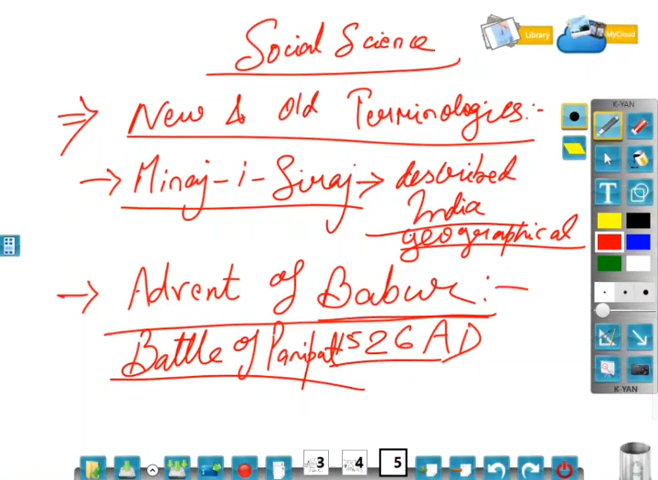 Social Science
Library
MyCloud
⇒ New & Old Terminologies:-
→ Minaj-i-Siraj → described
India
geographical
→ Advent of Babur :-
Battle of Panipat 1526 AD
K-YAN
T
K-YAN
3
4
5